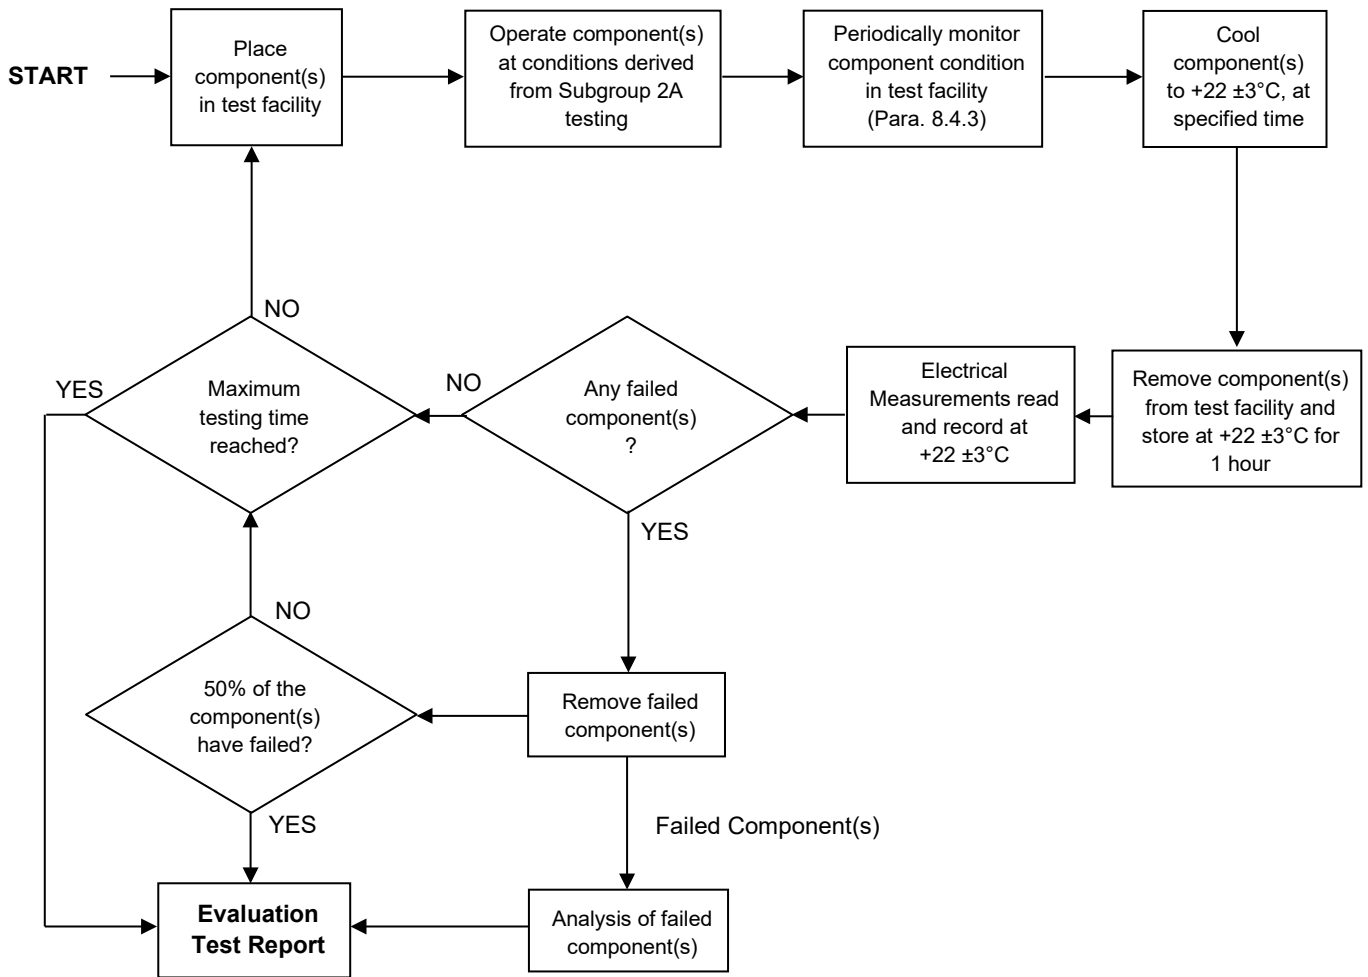 START
Place
component(s)
in test facility
Operate component(s)
at conditions derived
from Subgroup 2A
testing
Periodically monitor
component condition
in test facility
(Para. 8.4.3)
Cool
component(s)
to +22 ±3°C, at
specified time
Remove component(s)
from test facility and
store at +22 ±3°C for
1 hour
Electrical
Measurements read
and record at
+22 ±3°C
Any failed
component(s)
?
NO
YES
Maximum
testing time
reached?
NO
YES
Remove failed
component(s)
50% of the
component(s)
have failed?
NO
YES
Failed Component(s)
Analysis of failed
component(s)
Evaluation
Test Report